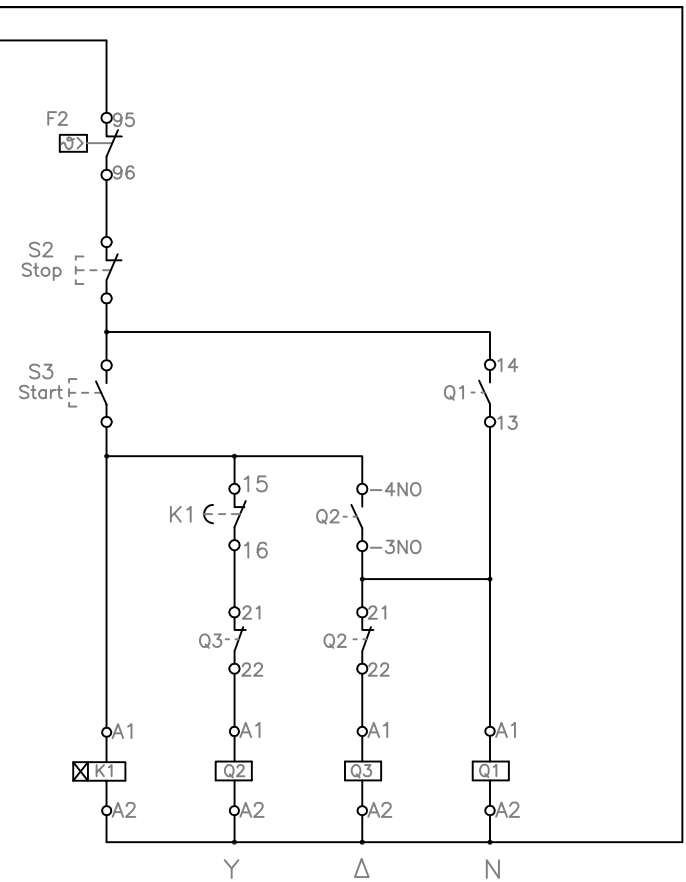 F2
95
ϑ>
96
S2
Stop
S3
Start
14
Q1
13
15
K1
16
-4NO
Q2
-3NO
21
Q3
22
21
Q2
22
A1
A1
A1
A1
K1
Q2
Q3
Q1
A2
A2
A2
A2
Y
Δ
N